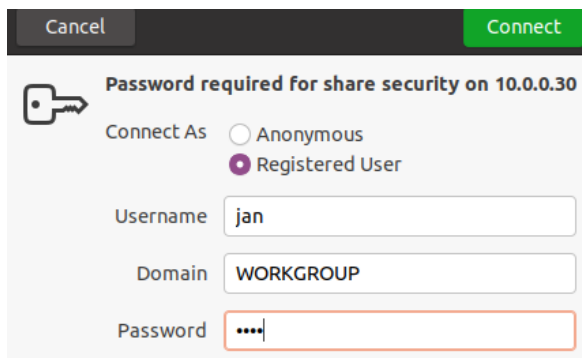 Cancel Connect
Password required for share security on 10.0.0.30
Connect As Anonymous
Registered User
Username jan
Domain WORKGROUP
Password ••••